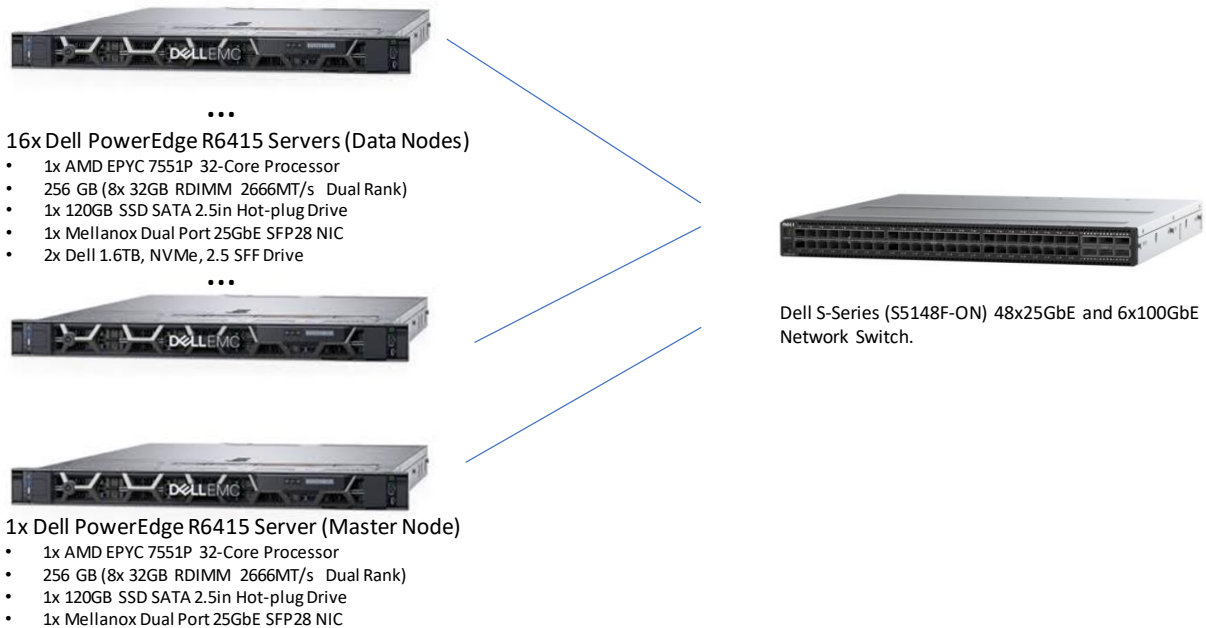 DELLEMC
...
16x Dell PowerEdge R6415 Servers (Data Nodes)
• 1x AMD EPYC 7551P 32-Core Processor
• 256 GB (8x 32GB RDIMM 2666MT/s Dual Rank)
• 1x 120GB SSD SATA 2.5in Hot-plug Drive
• 1x Mellanox Dual Port 25GbE SFP28 NIC
• 2x Dell 1.6TB, NVMe, 2.5 SFF Drive
...
DELLEMC
DELLEMC
1x Dell PowerEdge R6415 Server (Master Node)
• 1x AMD EPYC 7551P 32-Core Processor
• 256 GB (8x 32GB RDIMM 2666MT/s Dual Rank)
• 1x 120GB SSD SATA 2.5in Hot-plug Drive
• 1x Mellanox Dual Port 25GbE SFP28 NIC
DELL
Dell S-Series (S5148F-ON) 48x25GbE and 6x100GbE
Network Switch.